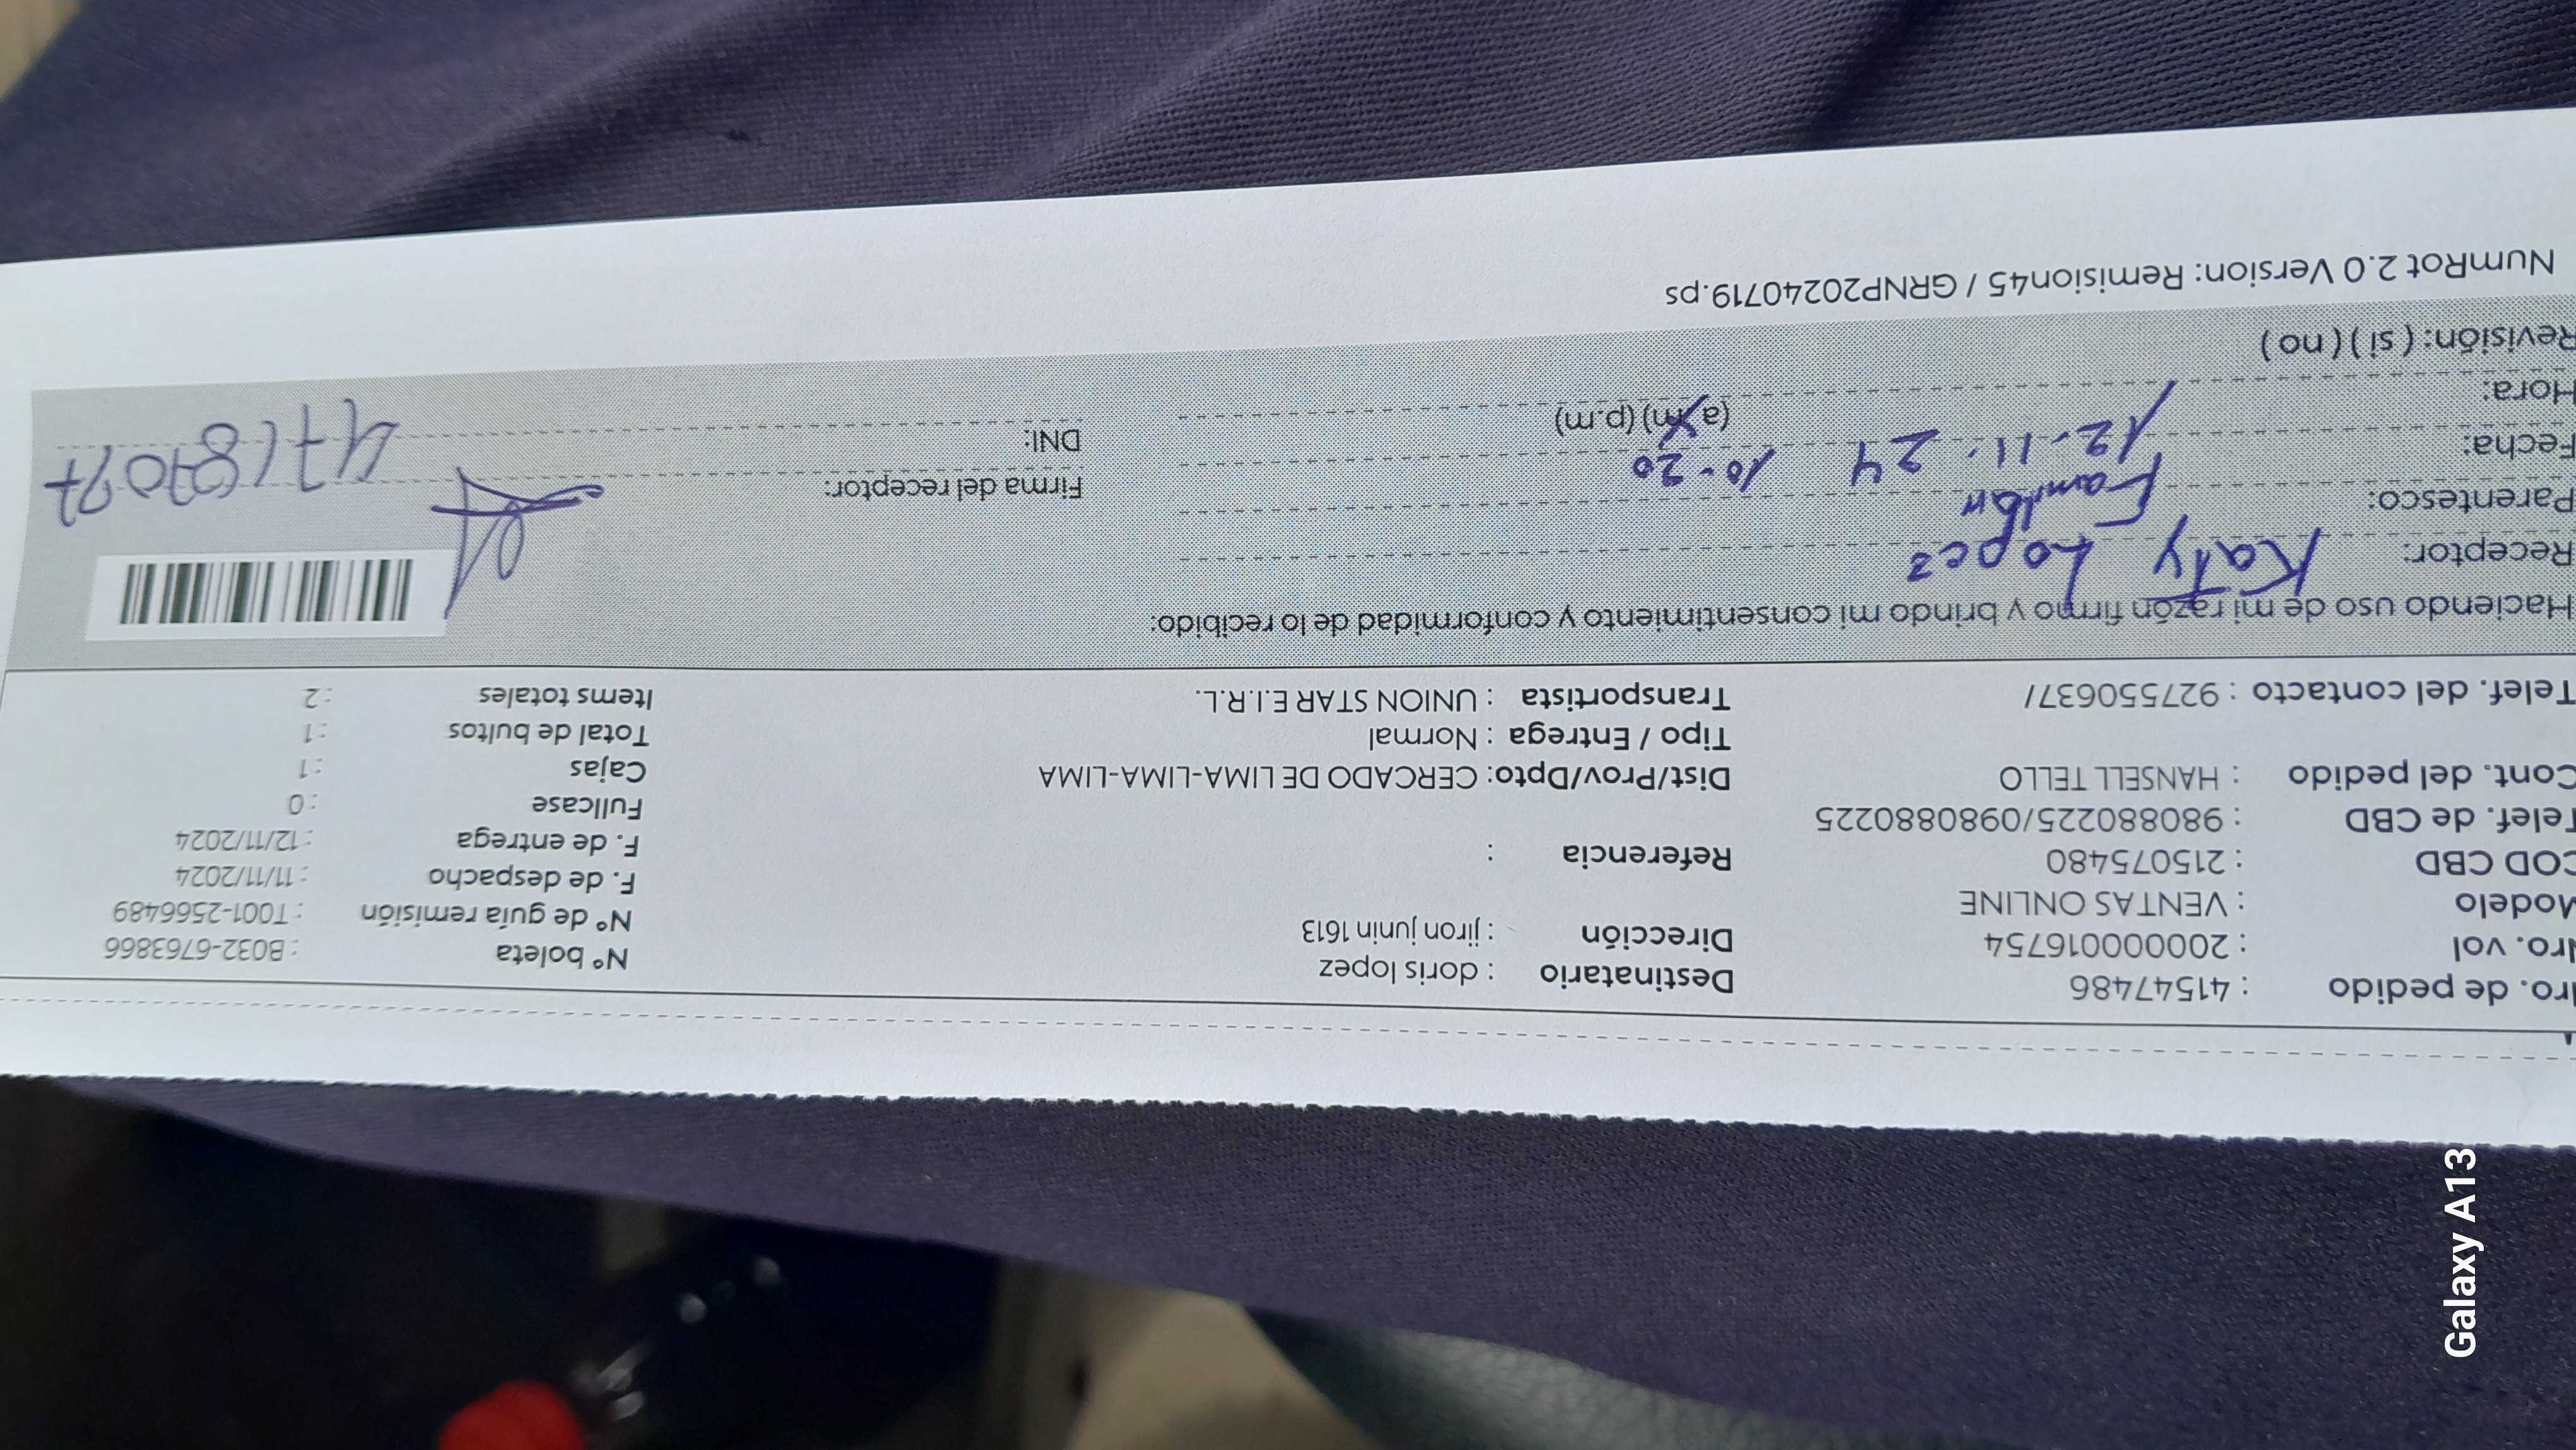 Nro. de pedido : 41547486
Nro. vol : 20000000016754
Modelo : VENTAS ONLINE
COD CBD : 215075480
Telef. de CBD : 980880225/0980880225
Cont. del pedido : HANSELL TELLO
Telef. del contacto : 927550637/
Destinatario : doris lopez
Dirección : jiron junin 1613
Referencia :
Dist/Prov/Dpto: CERCADO DE LIMA-LIMA-LIMA
Tipo / Entrega : Normal
Transportista : UNION STAR E.I.R.L.
N° boleta : B032-6763866
N° de guía remisión : T001-2566489
F. de despacho : 11/11/2024
F. de entrega : 12/11/2024
Fullcase : 0
Cajas : 1
Total de bultos : 1
Items totales : 2
Haciendo uso de mi razón firmo y brindo mi consentimiento y conformidad de lo recibido:
Receptor: Katy Lopez
Parentesco: Familiar
Fecha: 12-11-24 10-20
Hora: (a.m) (p.m)
Revisión: ( si ) ( no )
Firma del receptor:
DNI:
NumRot 2.0 Version: Remision45 / GRNP20240719.ps
Galaxy A13